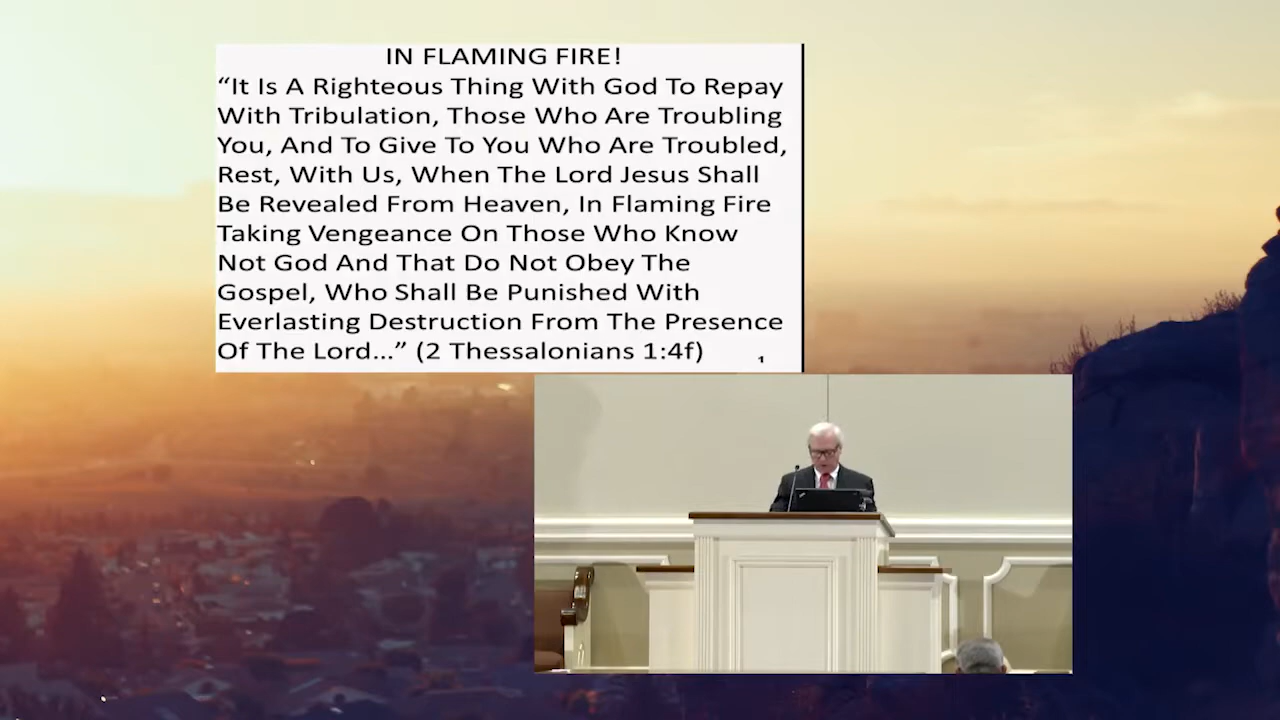 IN FLAMING FIRE!
“It Is A Righteous Thing With God To Repay
With Tribulation, Those Who Are Troubling
You, And To Give To You Who Are Troubled,
Rest, With Us, When The Lord Jesus Shall
Be Revealed From Heaven, In Flaming Fire
Taking Vengeance On Those Who Know
Not God And That Do Not Obey The
Gospel, Who Shall Be Punished With
Everlasting Destruction From The Presence
Of The Lord...” (2 Thessalonians 1:4f)
1